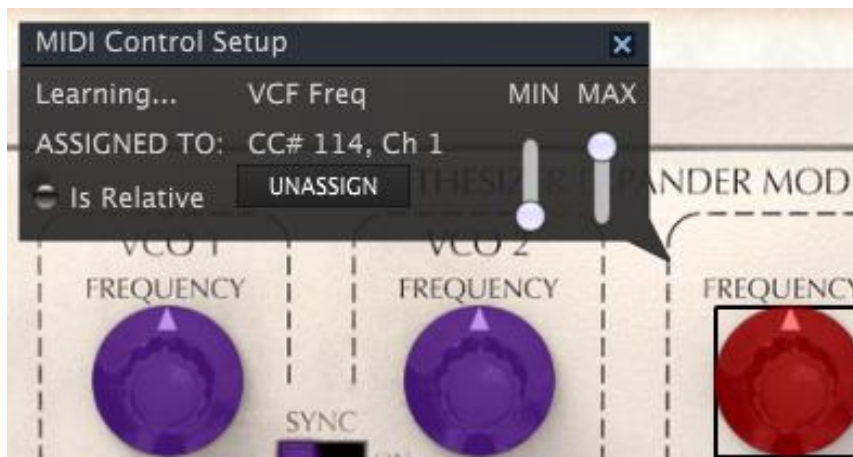 MIDI Control Setup
Learning... VCF Freq MIN MAX
ASSIGNED TO: CC# 114, Ch 1
Is Relative UNASSIGN
ANDER MOD
VCO 1 VCO 2
FREQUENCY FREQUENCY FREQUENCY
SYNC
ON